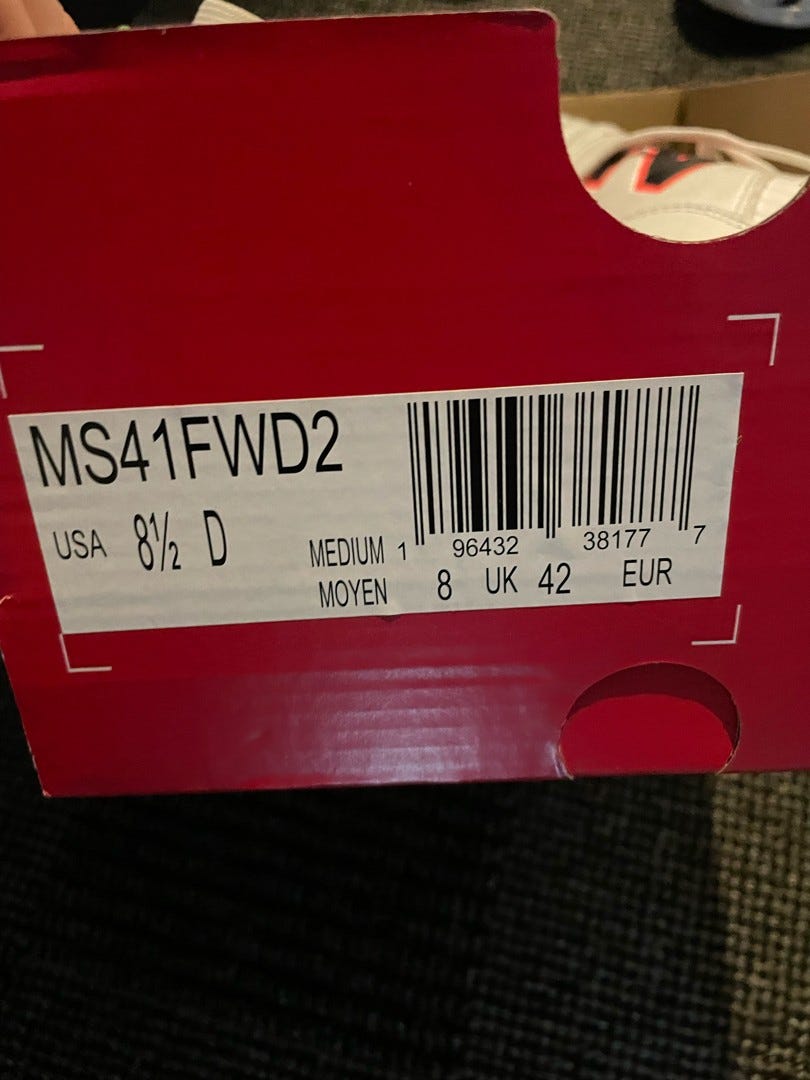 MS41FWD2
USA 8½ D
MEDIUM
MOYEN
1 96432 38177 7
8 UK 42 EUR